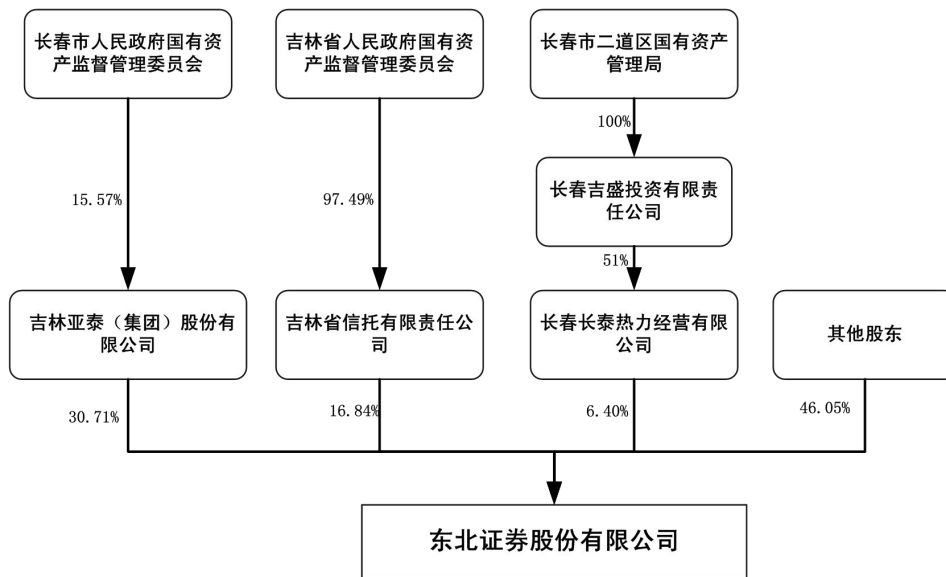 长春市人民政府国有资
产监督管理委员会
吉林省人民政府国有资
产监督管理委员会
长春市二道区国有资产
管理局
100%
15.57%
97.49%
长春吉盛投资有限责
任公司
51%
吉林亚泰（集团）股份有
限公司
吉林省信托有限责任公
司
长春长泰热力经营有限
公司
其他股东
30.71%
16.84%
6.40%
46.05%
东北证券股份有限公司